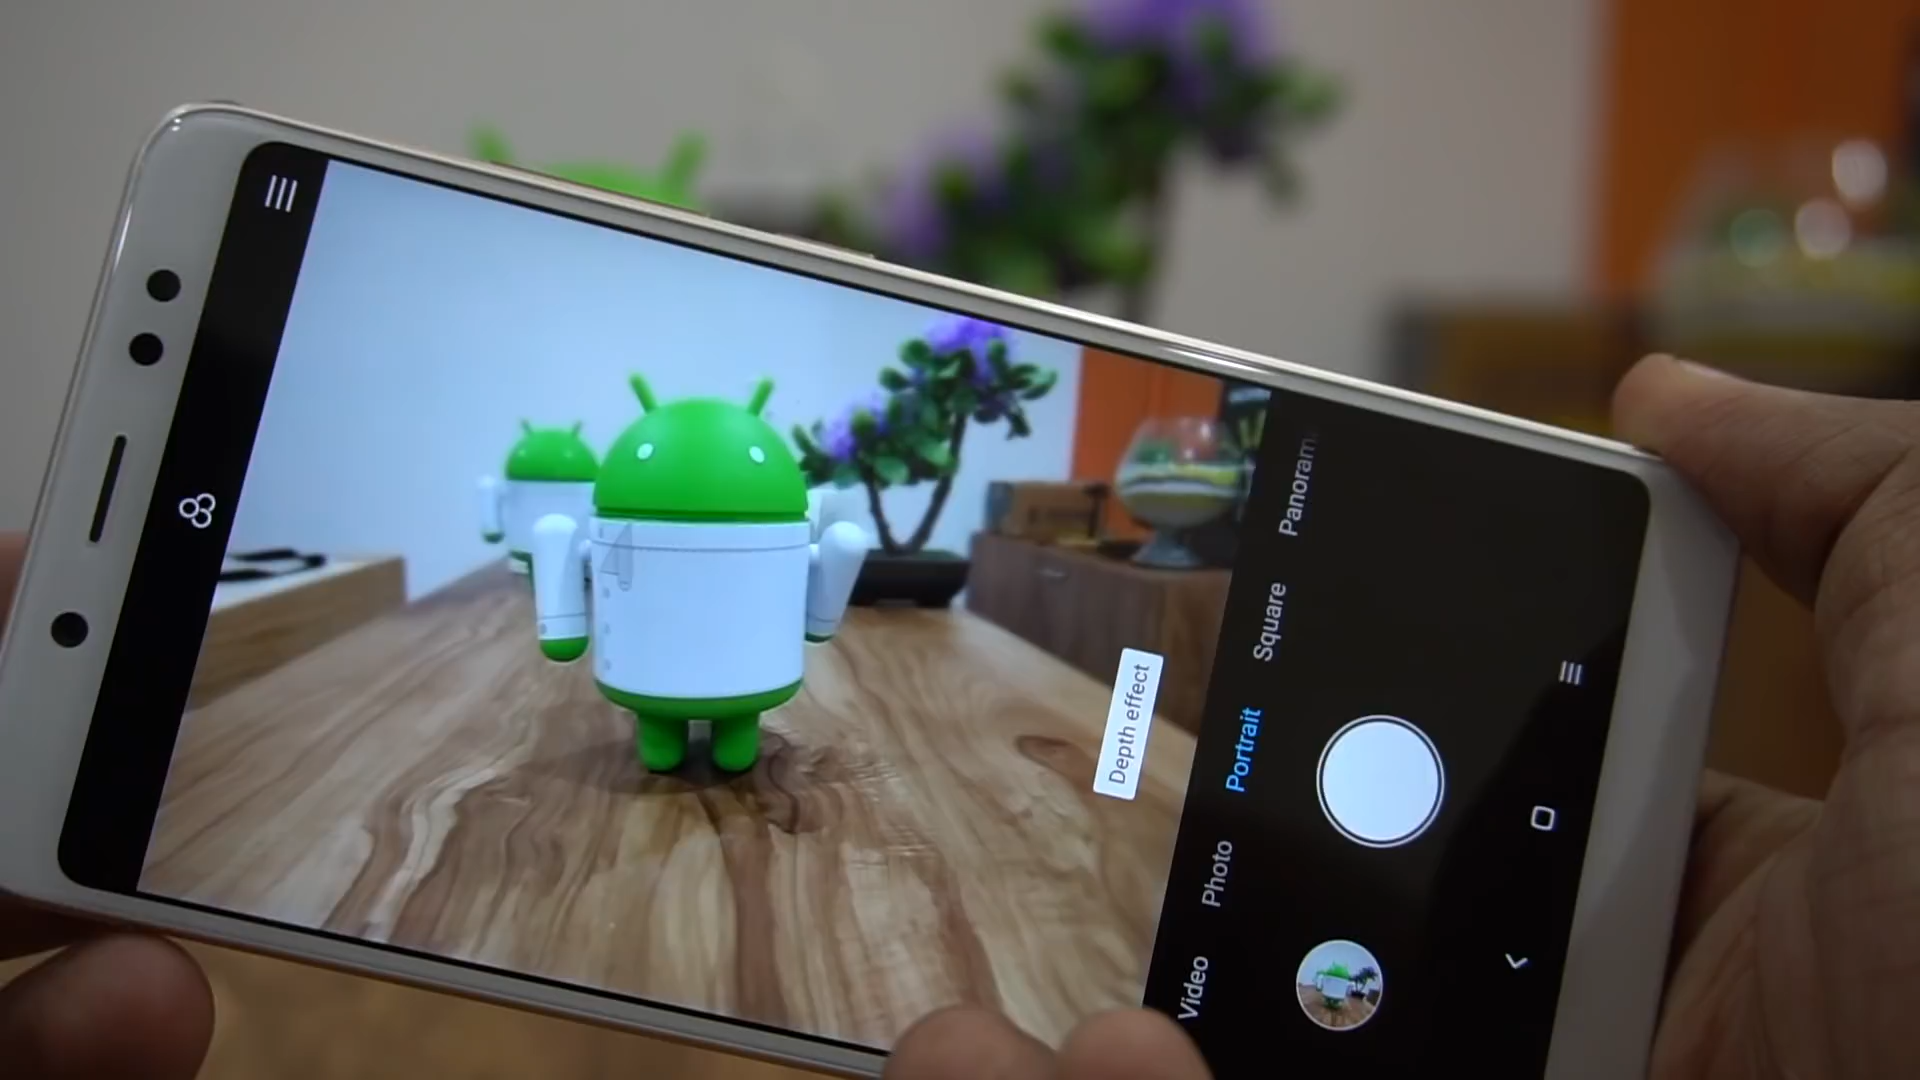 Depth effect
Video
Photo
Portrait
Square
Panoram